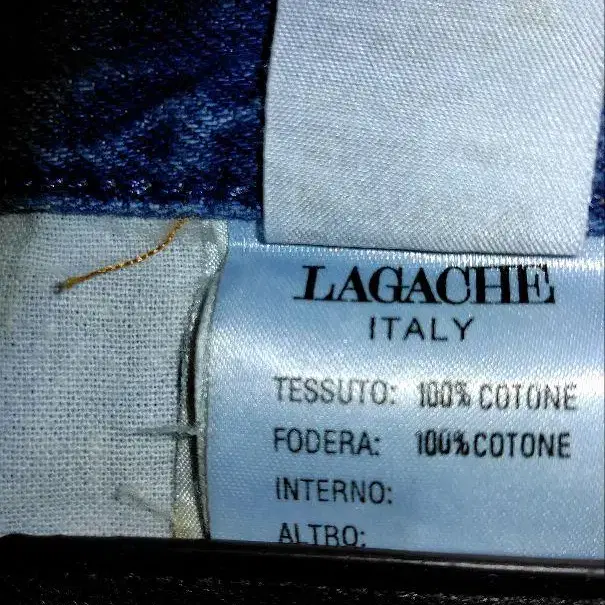 LAGACHE
ITALY
TESSUTO: 100% COTONE
FODERA: 100% COTONE
INTERNO:
ALTRO: